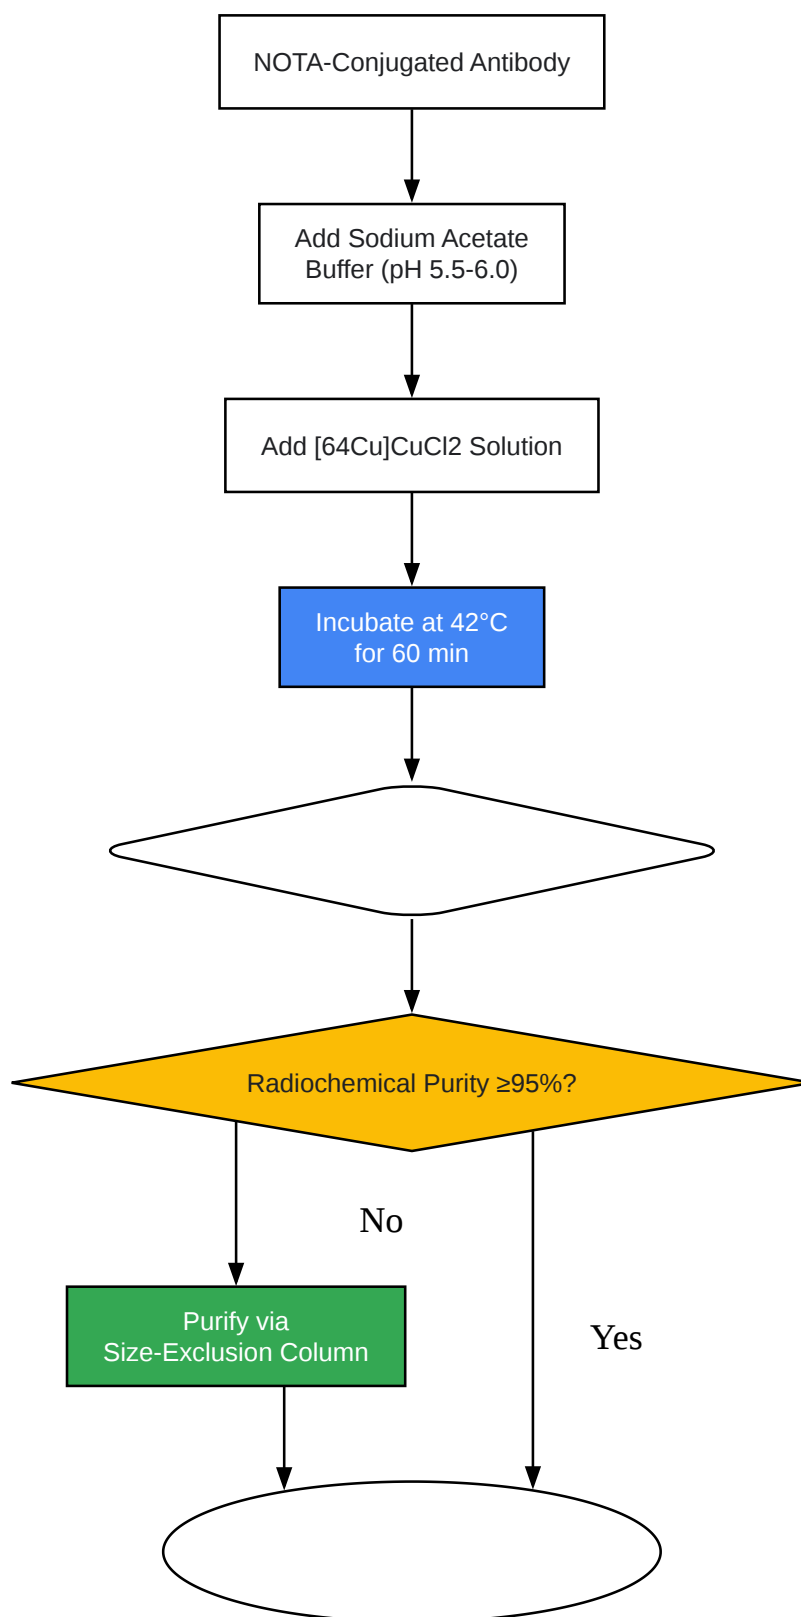 NOTA-Conjugated Antibody
Add Sodium Acetate
Buffer (pH 5.5-6.0)
Add [64Cu]CuCl2 Solution
Incubate at 42°C
for 60 min
Radiochemical Purity ≥95%?
No
Purify via
Size-Exclusion Column
Yes